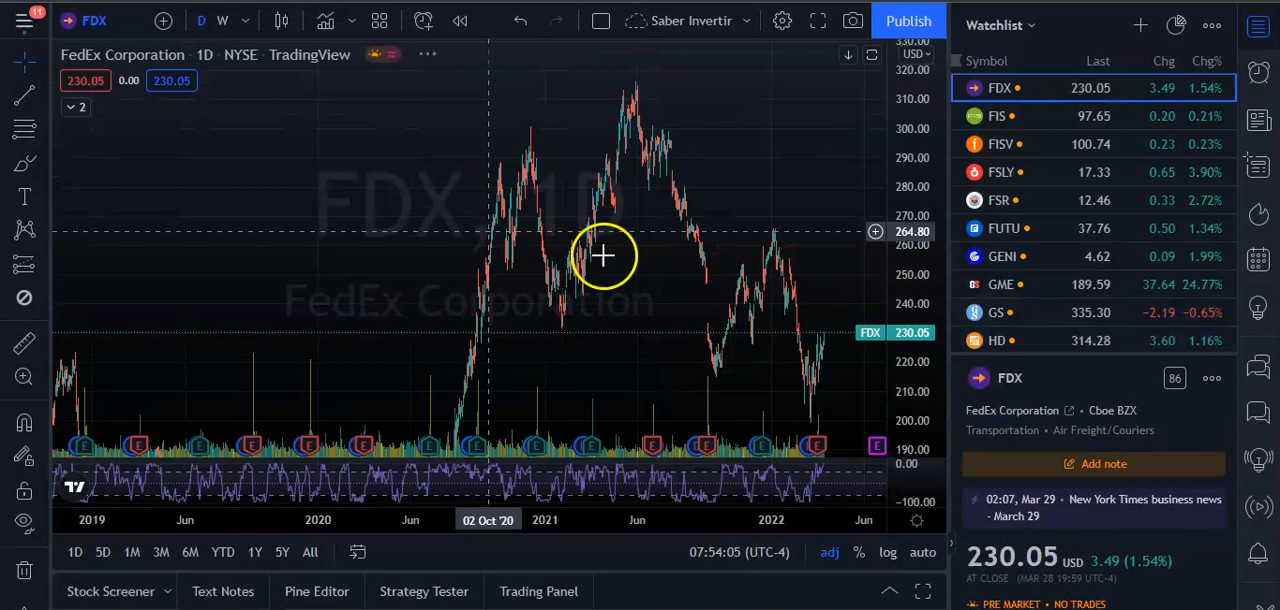 11
FDX
D W
Saber Invertir
Publish
FedEx Corporation · 1D · NYSE · TradingView
USD
230.05 0.00 230.05
2
FDX, 1D
FedEx Corporation
330.00
320.00
310.00
300.00
290.00
280.00
270.00
264.80
260.00
250.00
240.00
FDX 230.05
220.00
210.00
200.00
190.00
0.00
-100.00
E E E E E E E E E E E E E E E
2019 Jun 2020 Jun 02 Oct '20 2021 Jun 2022 Jun
1D 5D 1M 3M 6M YTD 1Y 5Y All
07:54:05 (UTC-4) adj % log auto
Stock Screener Text Notes Pine Editor Strategy Tester Trading Panel
Watchlist
Symbol Last Chg Chg%
FDX 230.05 3.49 1.54%
FIS 97.65 0.20 0.21%
FISV 100.74 0.23 0.23%
FSLY 17.33 0.65 3.90%
FSR 12.46 0.33 2.72%
FUTU 37.76 0.50 1.34%
GENI 4.62 0.09 1.99%
GME 189.59 37.64 24.77%
GS 335.30 −2.19 −0.65%
HD 314.28 3.60 1.16%
FDX
86
FedEx Corporation • Cboe BZX
Transportation • Air Freight/Couriers
Add note
02:07, Mar 29 • New York Times business news
- March 29
230.05 USD 3.49 (1.54%)
AT CLOSE (MAR 28 19:59 UTC-4)
PRE MARKET • NO TRADES